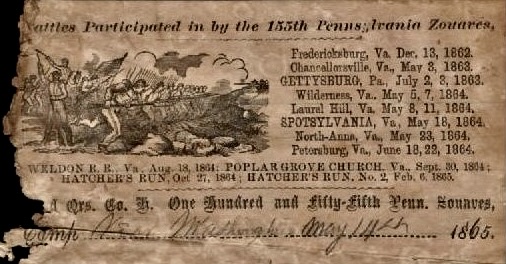 Battles Participated in by the 155th Pennsylvania Zouaves,
Fredericksburg, Va. Dec. 13, 1862.
Chancellorsville, Va., May 3, 1863.
GETTYSBURG, Pa., July 2, 3, 1863.
Wilderness, Va. May 5, 7, 1864.
Laurel Hill, Va. May 8, 11, 1864.
SPOTSYLVANIA, Va., May 18, 1864.
North-Anna, Va., May 23, 1864.
Petersburg, Va., June 18, 22, 1864.
WELDON R. R., Va., Aug. 18, 1864; POPLAR GROVE CHURCH, Va., Sept. 30, 1864;
HATCHER'S RUN, Oct 27, 1864; HATCHER'S RUN, No. 2, Feb. 6, 1865.
d Qrs. Co. H. One Hundred and Fifty-Fifth Penn. Zouaves,
Camp Near Washington May 14th 1865.